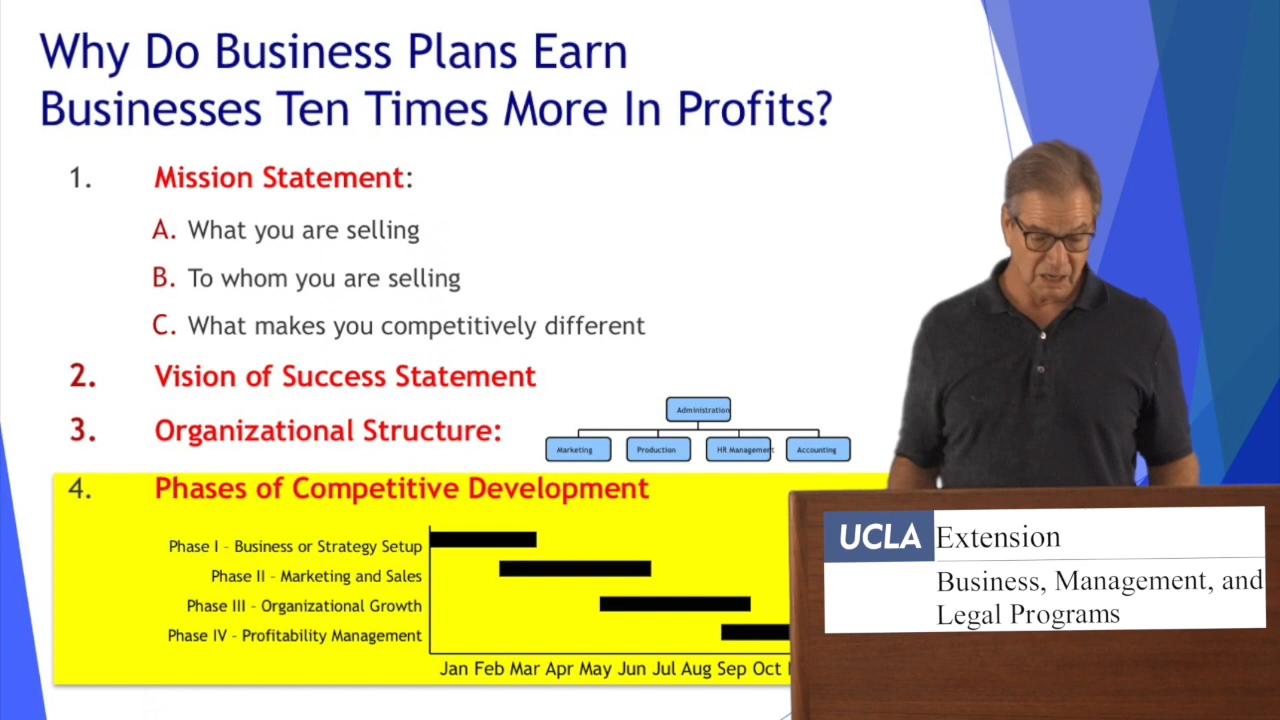 Why Do Business Plans Earn
Businesses Ten Times More In Profits?
1. Mission Statement:
A. What you are selling
B. To whom you are selling
C. What makes you competitively different
2. Vision of Success Statement
3. Organizational Structure:
Administration
Marketing Production HR Management Accounting
4. Phases of Competitive Development
Phase I – Business or Strategy Setup
Phase II – Marketing and Sales
Phase III – Organizational Growth
Phase IV – Profitability Management
Jan Feb Mar Apr May Jun Jul Aug Sep Oct
UCLA Extension
Business, Management, and
Legal Programs